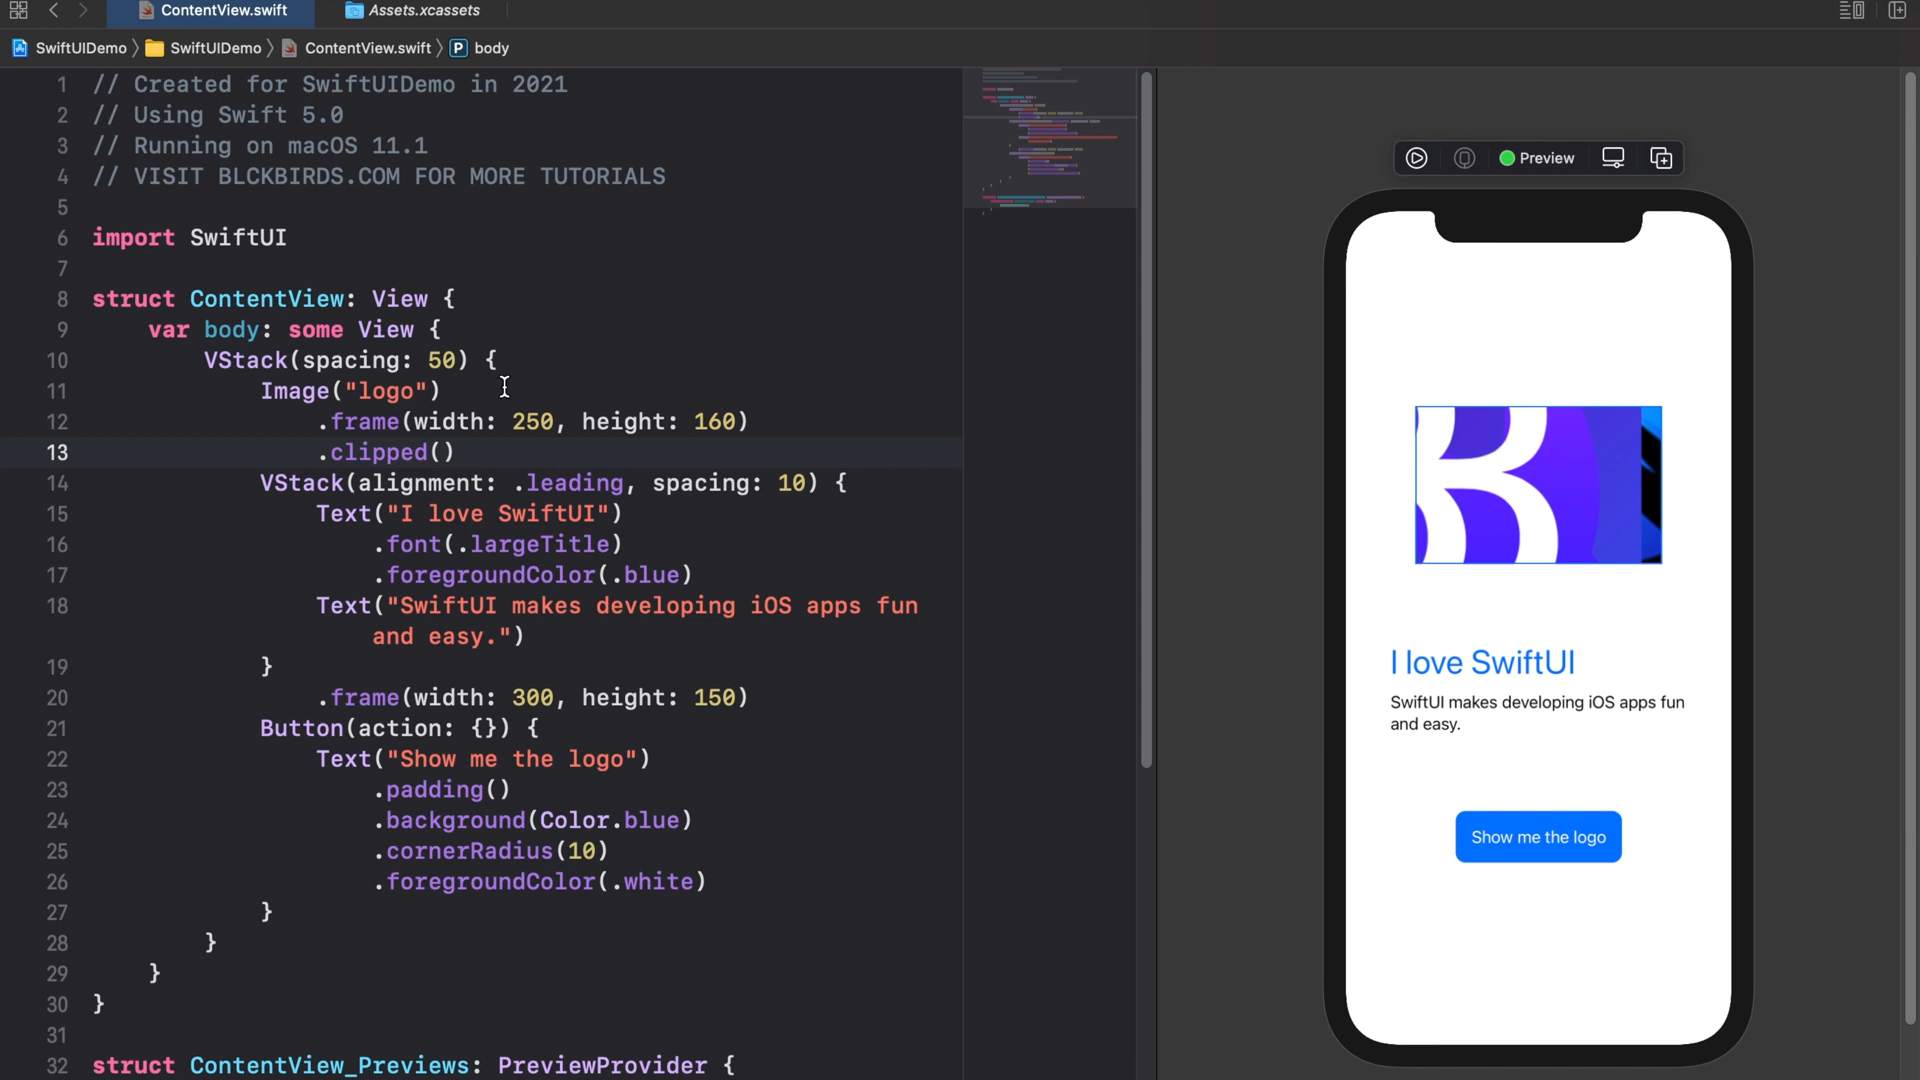 ContentView.swift
Assets.xcassets
SwiftUIDemo
SwiftUIDemo
ContentView.swift
P body
1 // Created for SwiftUIDemo in 2021
2 // Using Swift 5.0
3 // Running on macOS 11.1
4 // VISIT BLCKBIRDS.COM FOR MORE TUTORIALS
5
6 import SwiftUI
7
8 struct ContentView: View {
9 var body: some View {
10 VStack(spacing: 50) {
11 Image("logo")
12 .frame(width: 250, height: 160)
13 .clipped()
14 VStack(alignment: .leading, spacing: 10) {
15 Text("I love SwiftUI")
16 .font(.largeTitle)
17 .foregroundColor(.blue)
18 Text("SwiftUI makes developing iOS apps fun
and easy.")
19 }
20 .frame(width: 300, height: 150)
21 Button(action: {}) {
22 Text("Show me the logo")
23 .padding()
24 .background(Color.blue)
25 .cornerRadius(10)
26 .foregroundColor(.white)
27 }
28 }
29 }
30 }
31
32 struct ContentView_Previews: PreviewProvider {
Preview
I love SwiftUI
SwiftUI makes developing iOS apps fun
and easy.
Show me the logo